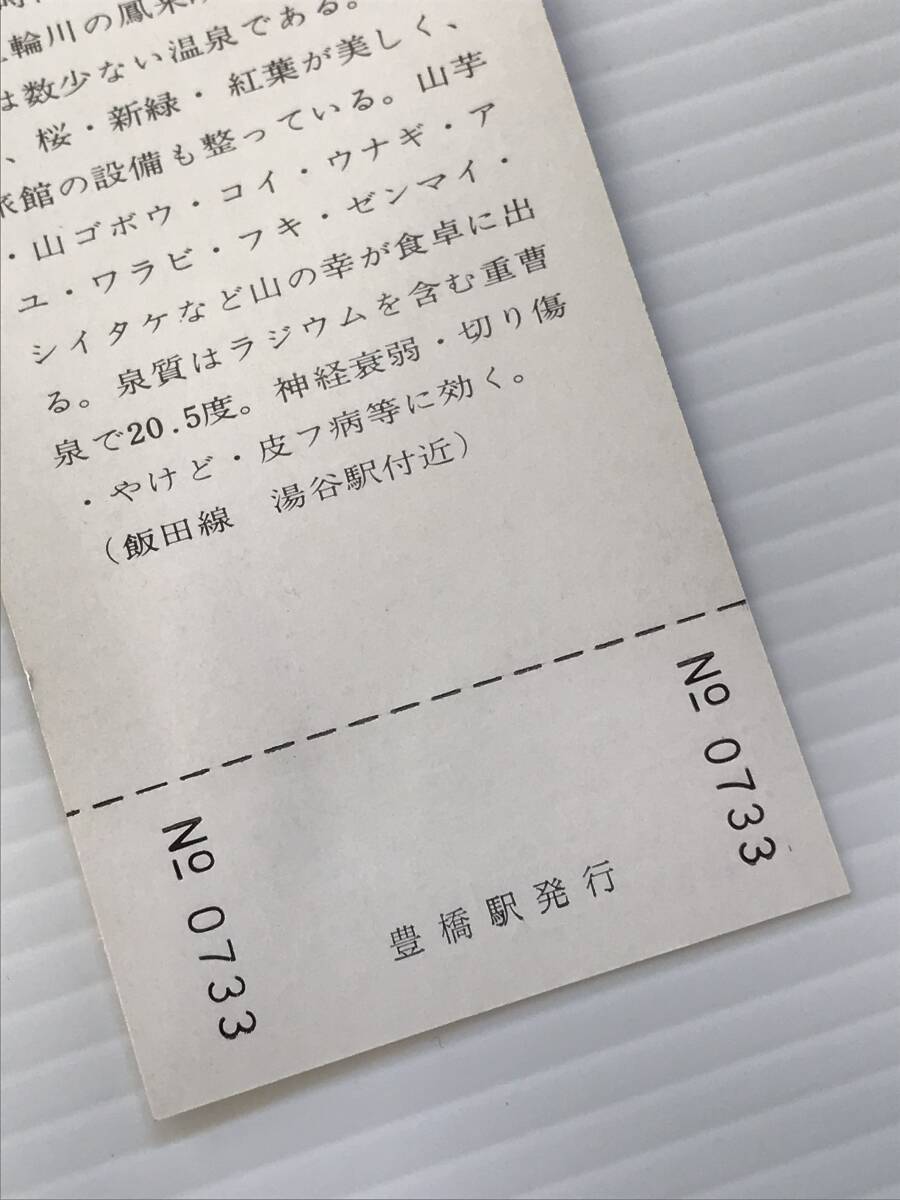 輪川の鳳来
は数少ない温泉である。
、桜・新緑・紅葉が美しく、
旅館の設備も整っている。山芋
・山ゴボウ・コイ・ウナギ・ア
ユ・ワラビ・フキ・ゼンマイ・
シイタケなど山の幸が食卓に出
る。泉質はラジウムを含む重曹
泉で20.5度。神経衰弱・切り傷
・やけど・皮フ病等に効く。
(飯田線 湯谷駅付近)
No 0733
No 0733
豊橋駅発行